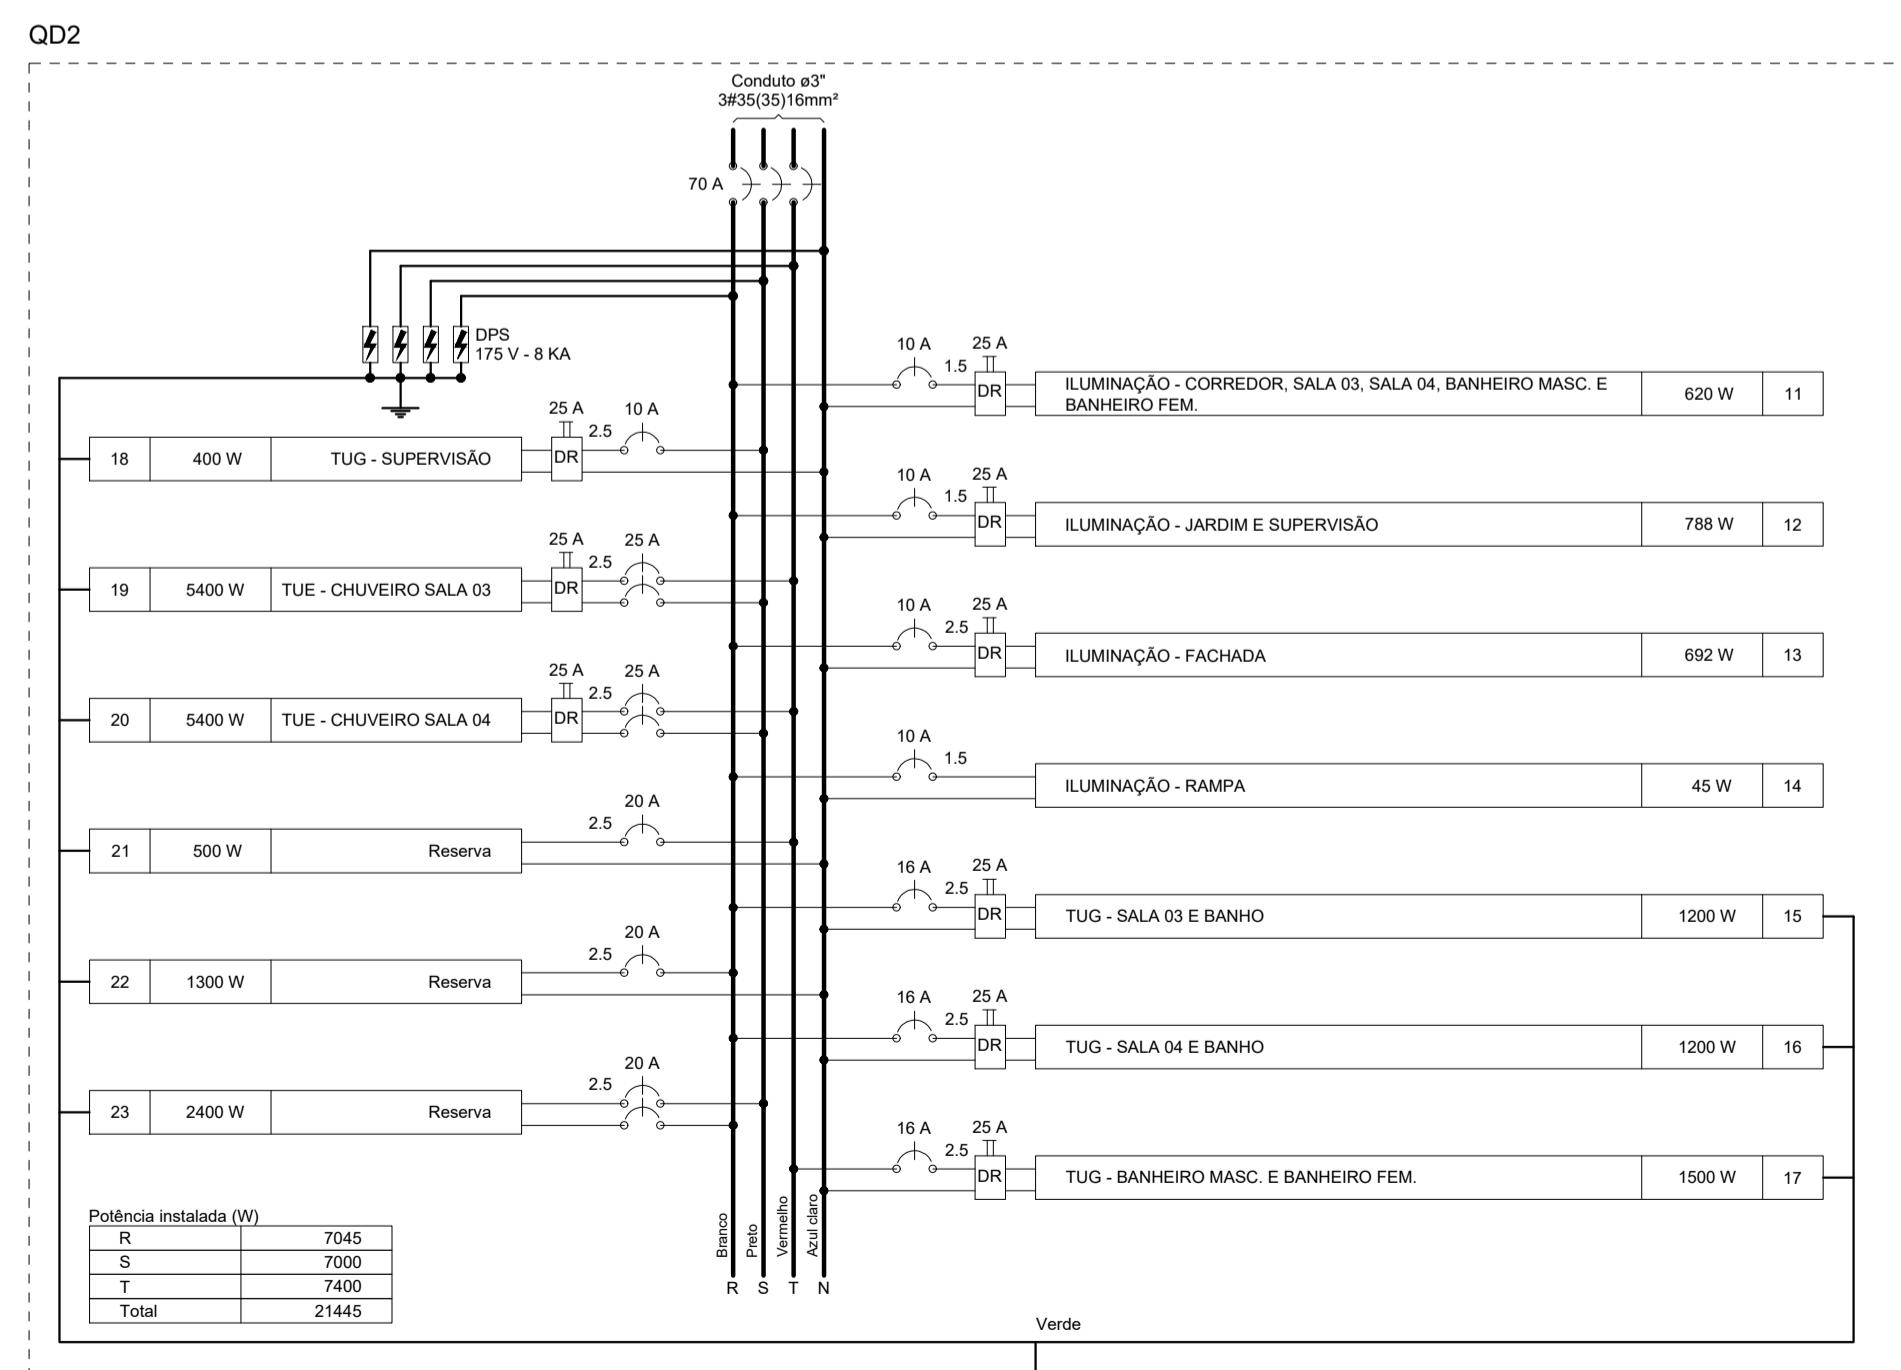 QD2
Conduto ø3"
3#35(35)16mm²
70 A
DPS
175 V - 8 KA
10 A
25 A
1.5
DR
ILUMINAÇÃO - CORREDOR, SALA 03, SALA 04, BANHEIRO MASC. E
BANHEIRO FEM.
620 W
11
18
400 W
TUG - SUPERVISÃO
25 A
DR
2.5
10 A
10 A
25 A
1.5
DR
ILUMINAÇÃO - JARDIM E SUPERVISÃO
788 W
12
19
5400 W
TUE - CHUVEIRO SALA 03
25 A
DR
2.5
25 A
10 A
25 A
2.5
DR
ILUMINAÇÃO - FACHADA
692 W
13
20
5400 W
TUE - CHUVEIRO SALA 04
25 A
DR
2.5
25 A
10 A
1.5
ILUMINAÇÃO - RAMPA
45 W
14
21
500 W
Reserva
2.5
20 A
16 A
25 A
2.5
DR
TUG - SALA 03 E BANHO
1200 W
15
22
1300 W
Reserva
2.5
20 A
16 A
25 A
2.5
DR
TUG - SALA 04 E BANHO
1200 W
16
23
2400 W
Reserva
2.5
20 A
16 A
25 A
2.5
DR
TUG - BANHEIRO MASC. E BANHEIRO FEM.
1500 W
17
Potência instalada (W)
R 7045
S 7000
T 7400
Total 21445
Branco
Preto
Vermelho
Azul claro
R S T N
Verde